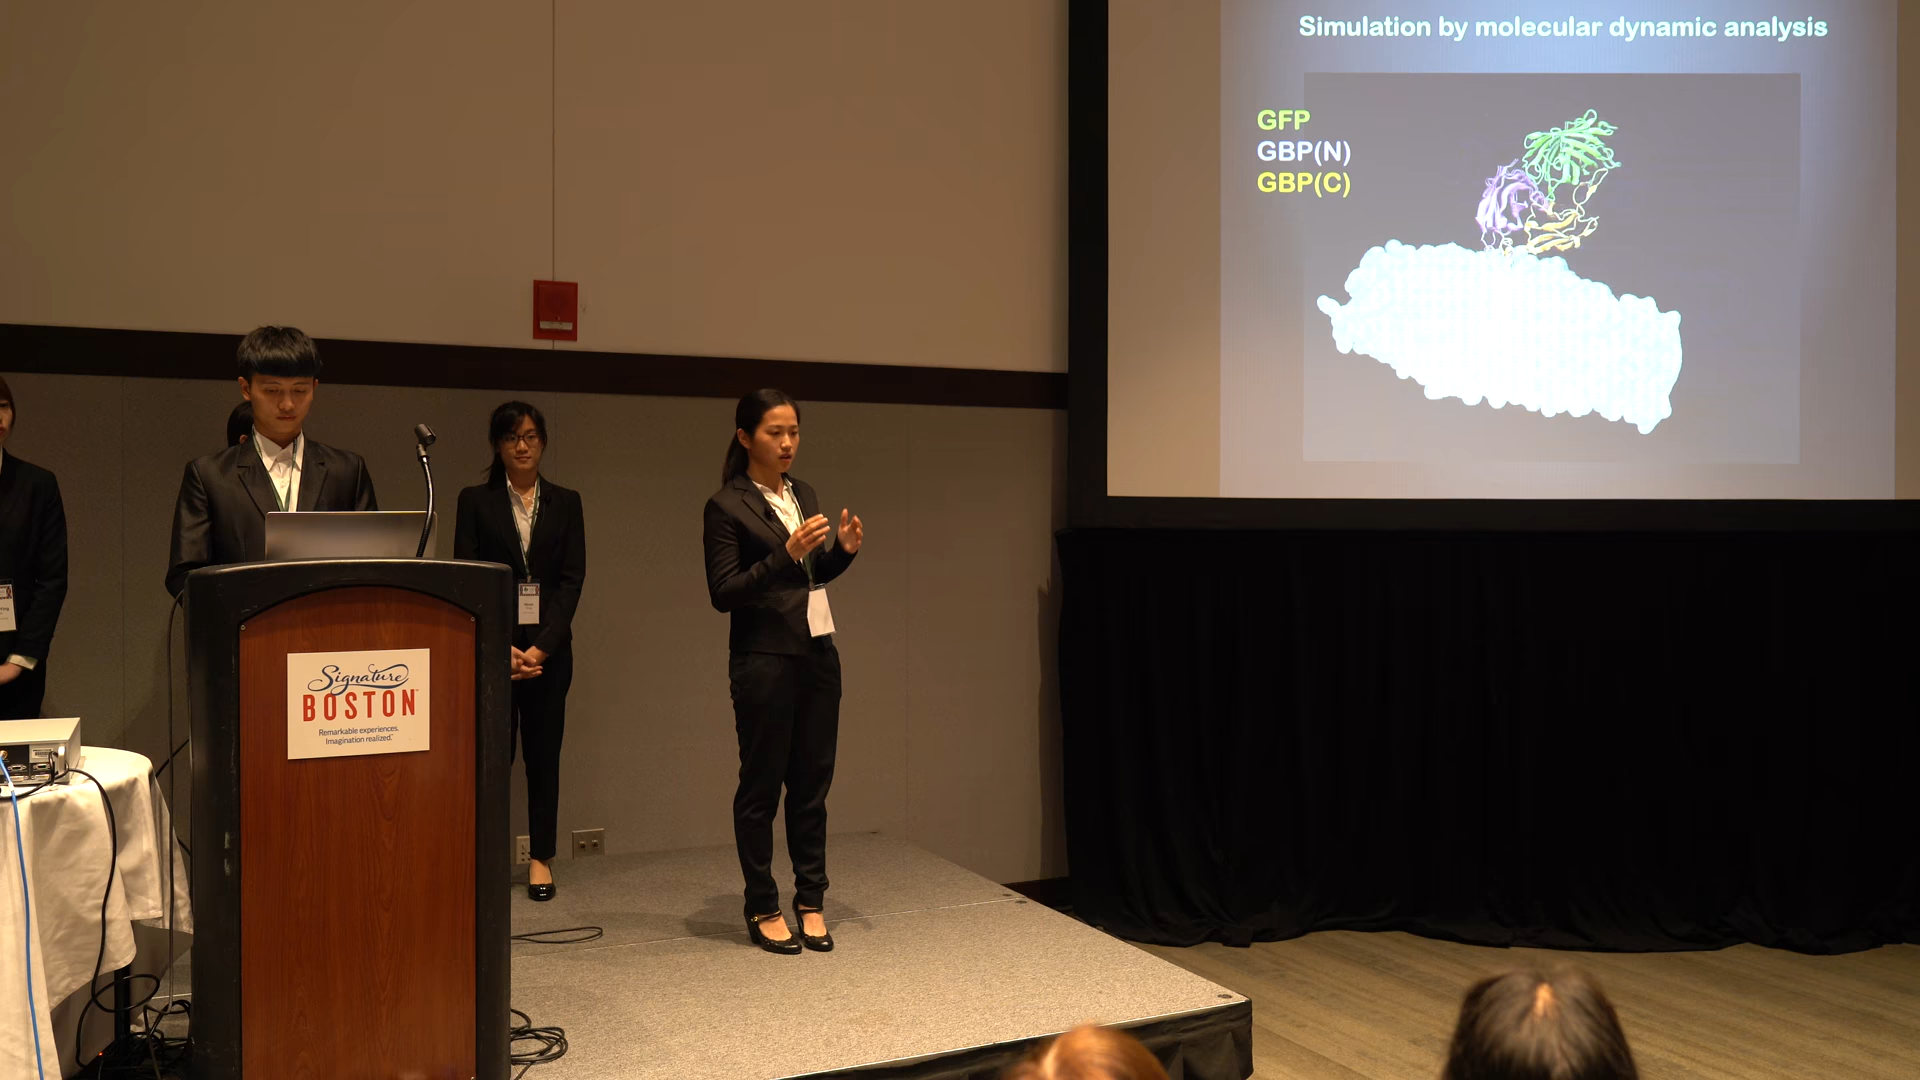 Simulation by molecular dynamic analysis
GFP
GBP(N)
GBP(C)
Signature
BOSTON
Remarkable experiences.
Imagination realized.